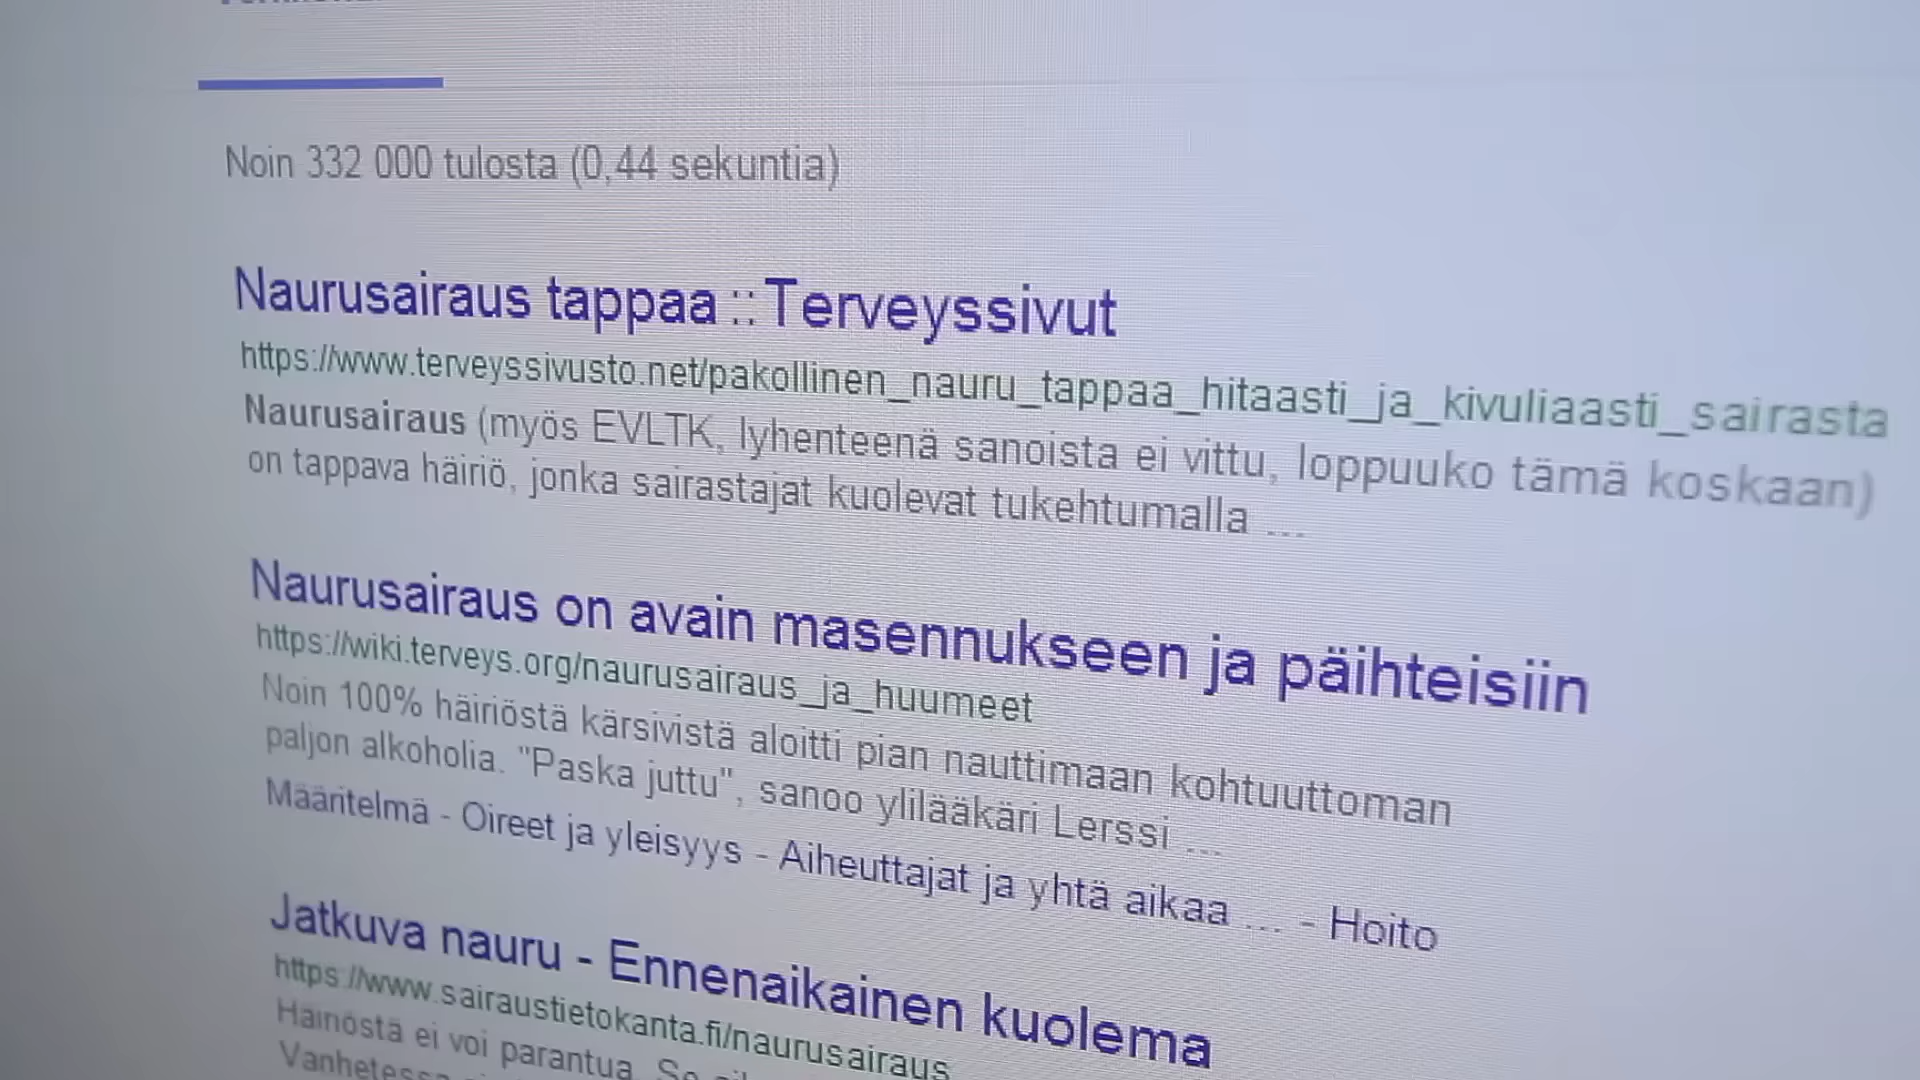 Noin 332 000 tulosta (0,44 sekuntia)
Naurusairaus tappaa :: Terveyssivut
https://www.terveyssivusto.net/pakollinen_nauru_tappaa_hitaasti_ja_kivuliaasti_sairasta
Naurusairaus (myös EVLTK, lyhenteenä sanoista ei vittu, loppuuko tämä koskaan)
on tappava häiriö, jonka sairastajat kuolevat tukehtumalla ...
Naurusairaus on avain masennukseen ja päihteisiin
https://wiki.terveys.org/naurusairaus_ja_huumeet
Noin 100% häiriöstä kärsivistä aloitti pian nauttimaan kohtuuttoman
paljon alkoholia. "Paska juttu", sanoo ylilääkäri Lerssi ...
Määritelmä - Oireet ja yleisyys - Aiheuttajat ja yhtä aikaa ... - Hoito
Jatkuva nauru - Ennenaikainen kuolema
https://www.sairaustietokanta.fi/naurusairaus
Häiriöstä ei voi parantua. Se
Vanhetessa